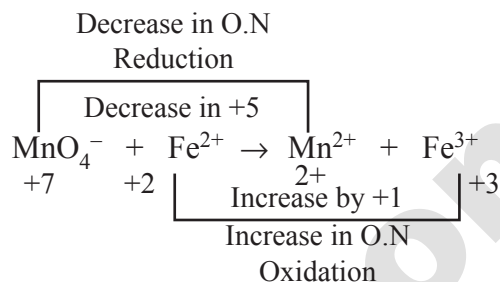 Decrease in O.N
Reduction
Decrease in +5
MnO₄⁻ + Fe²⁺ → Mn²⁺ + Fe³⁺
+7 +2 2+ +3
Increase by +1
Increase in O.N
Oxidation